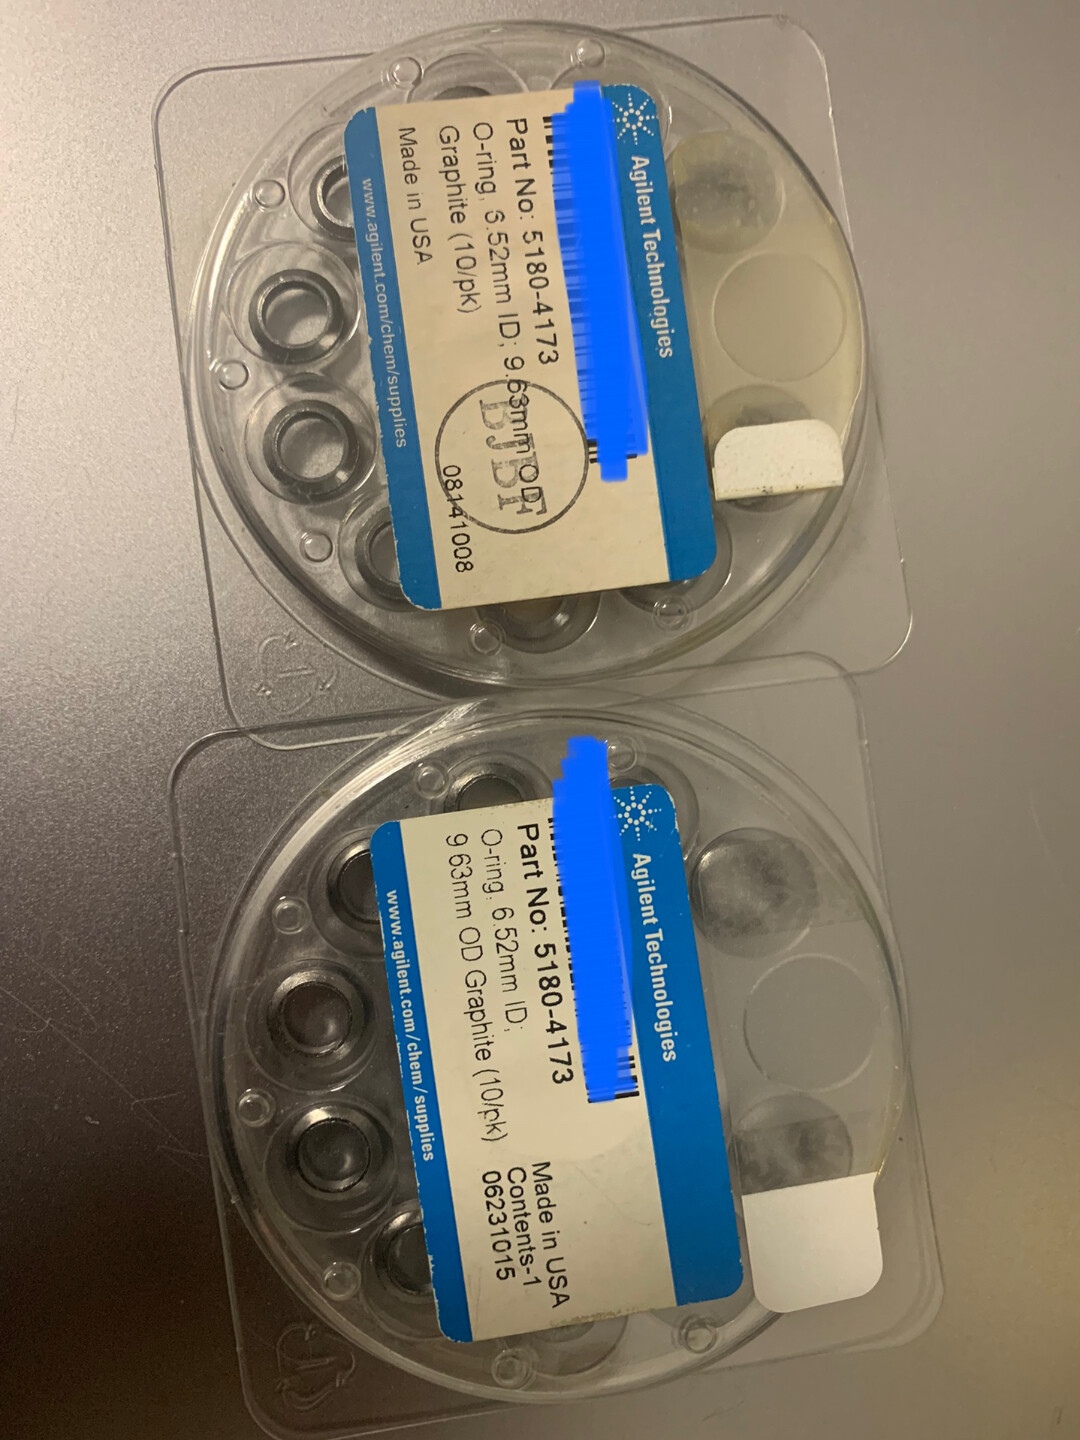 Agilent Technologies
Part No: 5180-4173
O-ring, 6.52mm ID; 9.63mm OD;
Graphite (10/pk)
Made in USA
08141008
www.agilent.com/chem/supplies
Agilent Technologies
Part No: 5180-4173
O-ring, 6.52mm ID;
9.63mm OD Graphite (10/pk)
Made in USA
Contents-1
06231015
www.agilent.com/chem/supplies